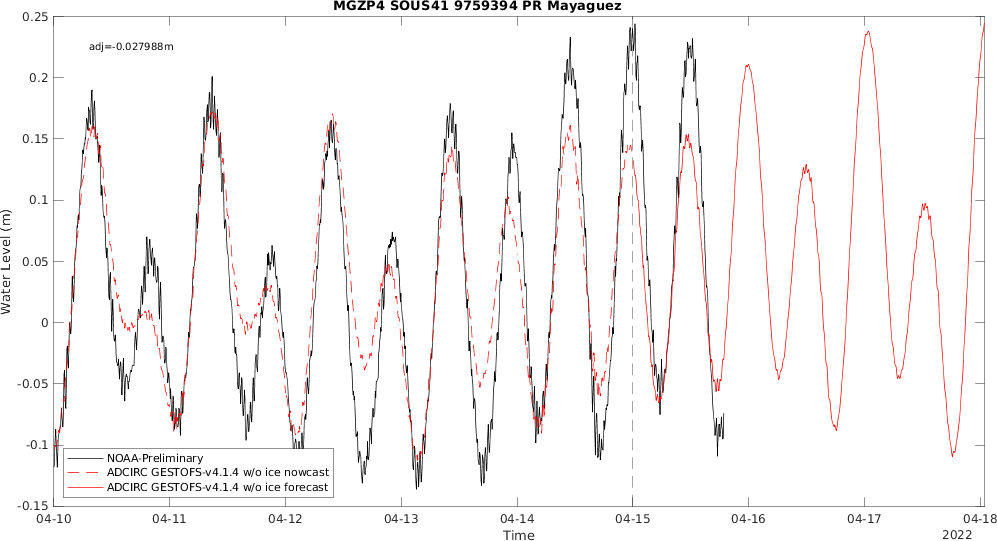 MGZP4 SOUS41 9759394 PR Mayaguez
adj=-0.027988m
Water Level (m)
0.25
0.2
0.15
0.1
0.05
0
-0.05
-0.1
-0.15
NOAA-Preliminary
ADCIRC GESTOFS-v4.1.4 w/o ice nowcast
ADCIRC GESTOFS-v4.1.4 w/o ice forecast
04-10 04-11 04-12 04-13 04-14 04-15 04-16 04-17 04-18
Time
2022